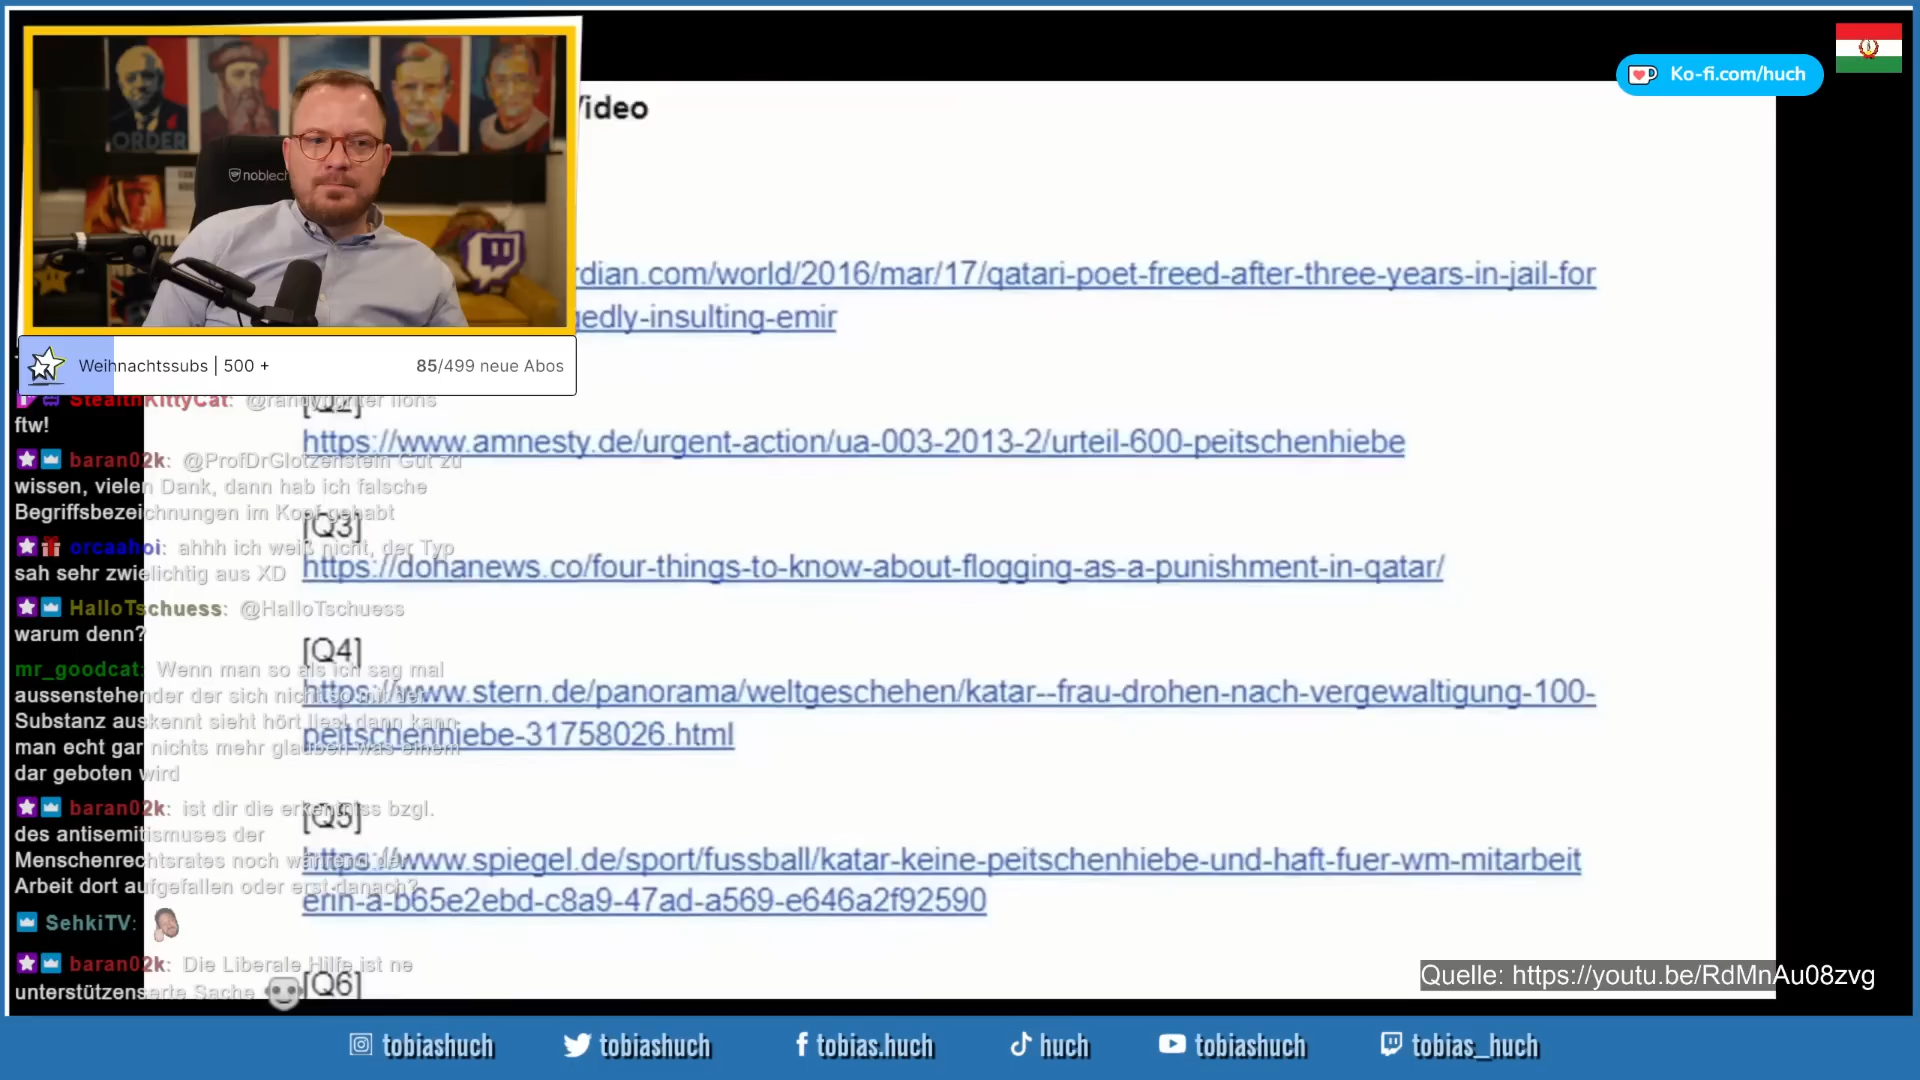 ORDER
noblech
YOU
Ko-fi.com/huch
Video
rdian.com/world/2016/mar/17/qatari-poet-freed-after-three-years-in-jail-for
gedly-insulting-emir
Weihnachtssubs | 500 +
85/499 neue Abos
StealthKittyCat:
ftw!
[Q2]
https://www.amnesty.de/urgent-action/ua-003-2013-2/urteil-600-peitschenhiebe
baran02k: @ProfDrGlotzenstein Gut zu
wissen, vielen Dank, dann hab ich falsche
Begriffsbezeichnungen im Kopf gehabt
[Q3]
https://dohanews.co/four-things-to-know-about-flogging-as-a-punishment-in-qatar/
orcaahoi: ahhh ich weiß nicht, der Typ
sah sehr zwielichtig aus XD
HalloTschuess: @HalloTschuess
warum denn?
[Q4]
https://www.stern.de/panorama/weltgeschehen/katar--frau-drohen-nach-vergewaltigung-100-
peitschenhiebe-31758026.html
mr_goodcat: Wenn man so als ich sag mal
aussenstehender der sich nicht so mit der
Substanz auskennt sieht hört liest dann kann
man echt gar nichts mehr glauben was einem
dar geboten wird
[Q5]
https://www.spiegel.de/sport/fussball/katar-keine-peitschenhiebe-und-haft-fuer-wm-mitarbeit
erin-a-b65e2ebd-c8a9-47ad-a569-e646a2f92590
baran02k: ist dir die erkenntniss bzgl.
des antisemitismuses der
Menschenrechtsrates noch während der
Arbeit dort aufgefallen oder erst danach?
SehkiTV:
baran02k: Die Liberale Hilfe ist ne
unterstützenserte Sache
[Q6]
Quelle: https://youtu.be/RdMnAu08zvg
tobiashuch
tobiashuch
tobias.huch
huch
tobiashuch
tobias_huch